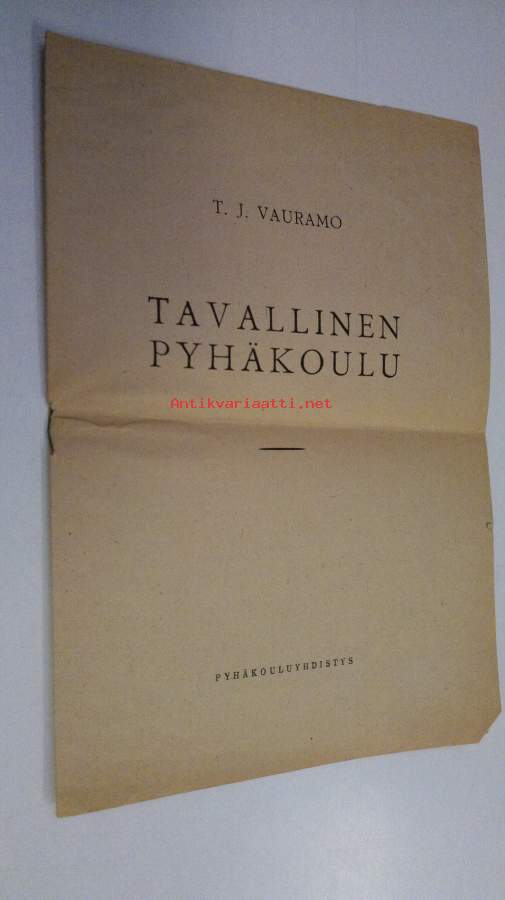 T. J. VAURAMO
TAVALLINEN
PYHÄKOULU
Antikvariaatti.net
PYHÄKOULUYHDISTYS